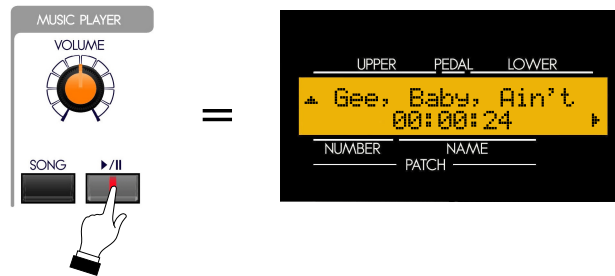 MUSIC PLAYER
VOLUME
SONG ▶/II
=
UPPER PEDAL LOWER
Gee, Baby, Ain't
00:00:24
NUMBER NAME
PATCH